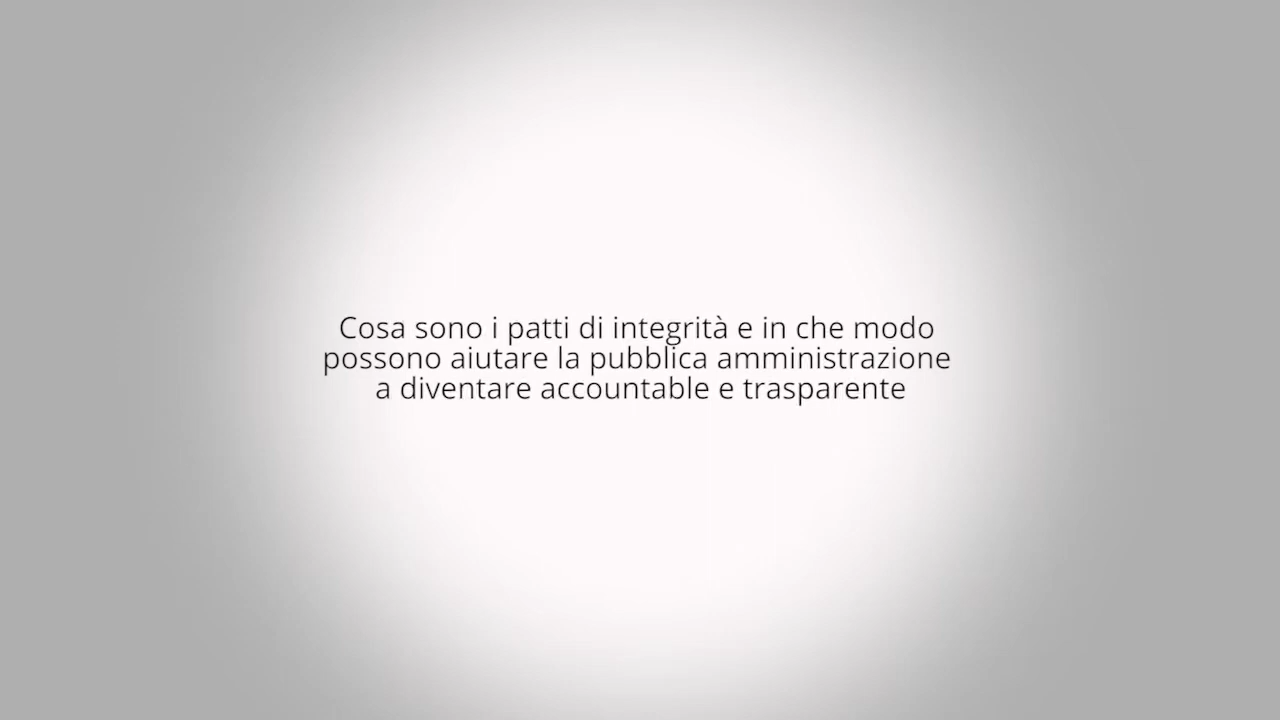 Cosa sono i patti di integrità e in che modo
possono aiutare la pubblica amministrazione
a diventare accountable e trasparente